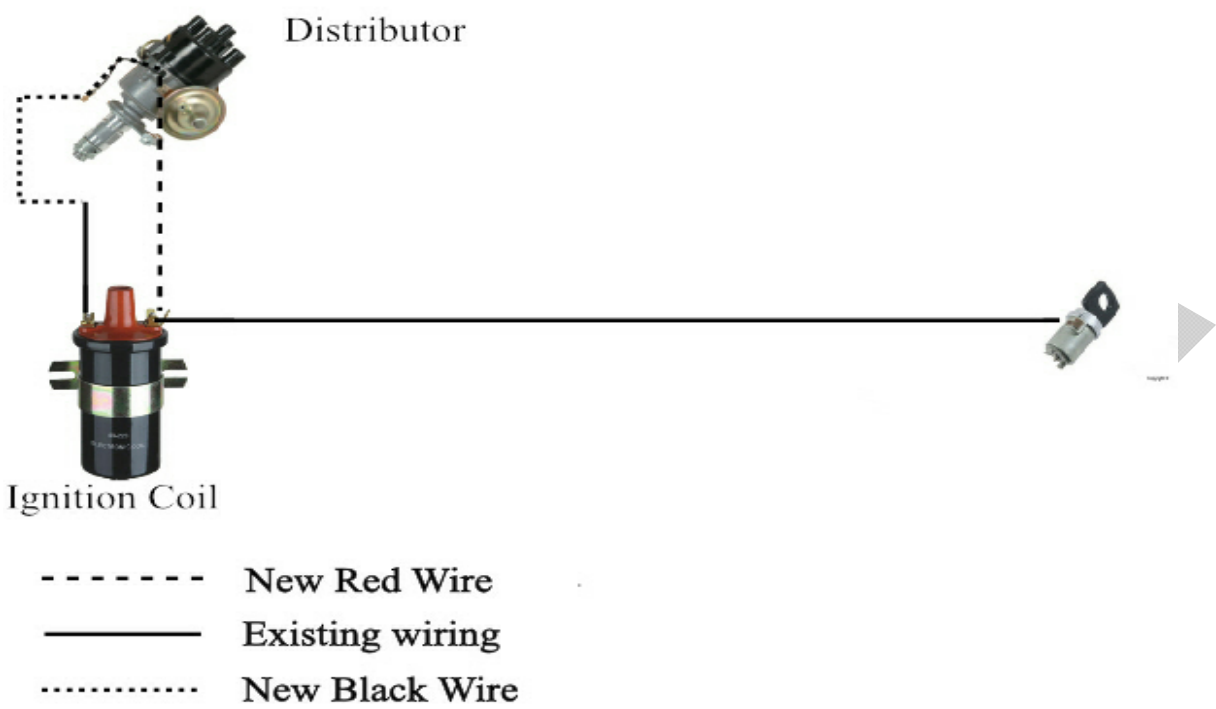 Distributor
Ignition Coil
New Red Wire
Existing wiring
New Black Wire